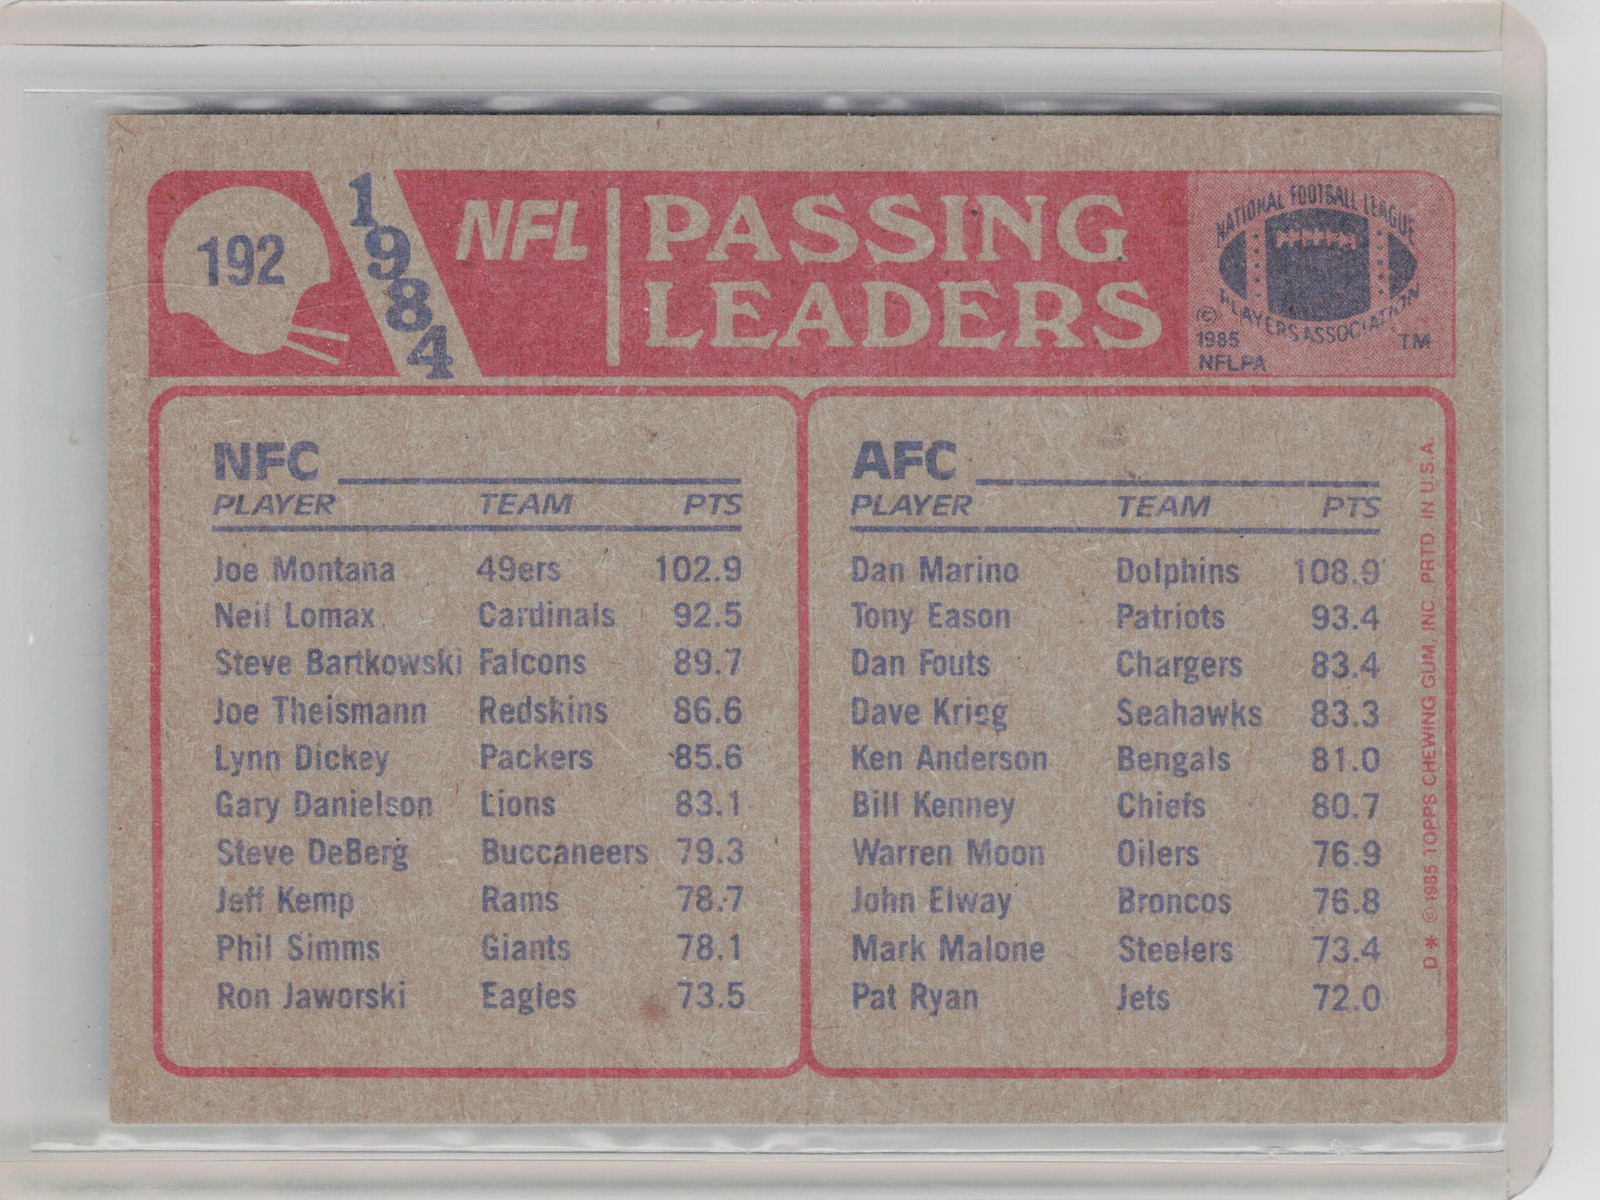 192
1984
NFL
PASSING
LEADERS
NATIONAL FOOTBALL LEAGUE
PLAYERS ASSOCIATION
©
1985
NFLPA
TM
NFC
PLAYER TEAM PTS
Joe Montana 49ers 102.9
Neil Lomax Cardinals 92.5
Steve Bartkowski Falcons 89.7
Joe Theismann Redskins 86.6
Lynn Dickey Packers 85.6
Gary Danielson Lions 83.1
Steve DeBerg Buccaneers 79.3
Jeff Kemp Rams 78.7
Phil Simms Giants 78.1
Ron Jaworski Eagles 73.5
AFC
PLAYER TEAM PTS
Dan Marino Dolphins 108.9
Tony Eason Patriots 93.4
Dan Fouts Chargers 83.4
Dave Krieg Seahawks 83.3
Ken Anderson Bengals 81.0
Bill Kenney Chiefs 80.7
Warren Moon Oilers 76.9
John Elway Broncos 76.8
Mark Malone Steelers 73.4
Pat Ryan Jets 72.0
D * © 1985 TOPPS CHEWING GUM, INC. PRTD IN U.S.A.